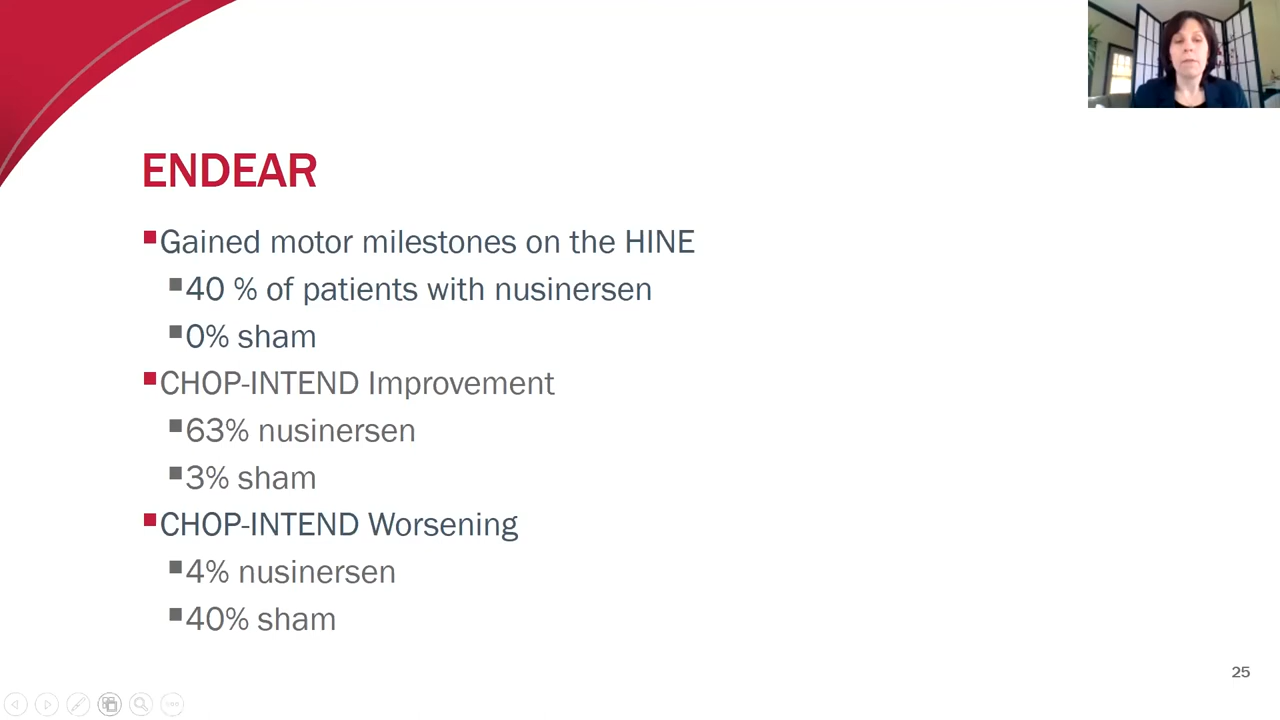 ENDEAR
Gained motor milestones on the HINE
40 % of patients with nusinersen
0% sham
CHOP-INTEND Improvement
63% nusinersen
3% sham
CHOP-INTEND Worsening
4% nusinersen
40% sham
25